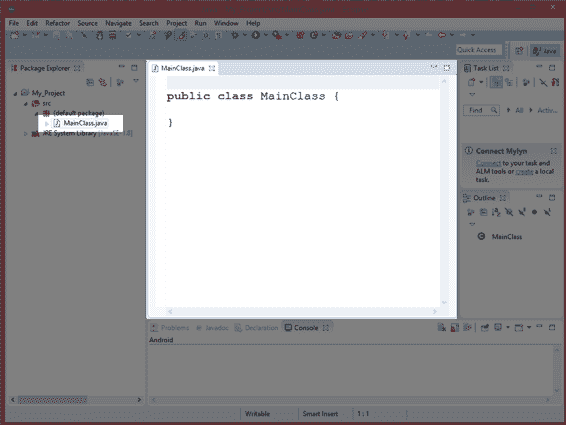 File Edit Refactor Source Navigate Search Project Run Window Help
Quick Access
Java
Package Explorer
My_Project
src
(default package)
MainClass.java
JRE System Library
MainClass.java
public class MainClass {
}
Task List
Find
All
Activ...
Connect Mylyn
Connect to your task and
ALM tools or create a local
task.
Outline
MainClass
Problems Javadoc Declaration Console
Android
Writable Smart Insert 1 : 1